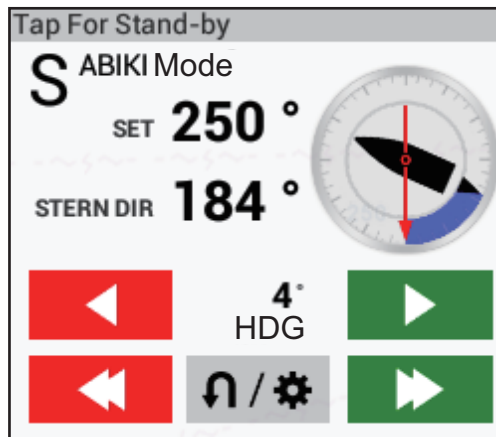 Tap For Stand-by
S ABIKI Mode
SET 250 °
STERN DIR 184 °
4°
HDG
/